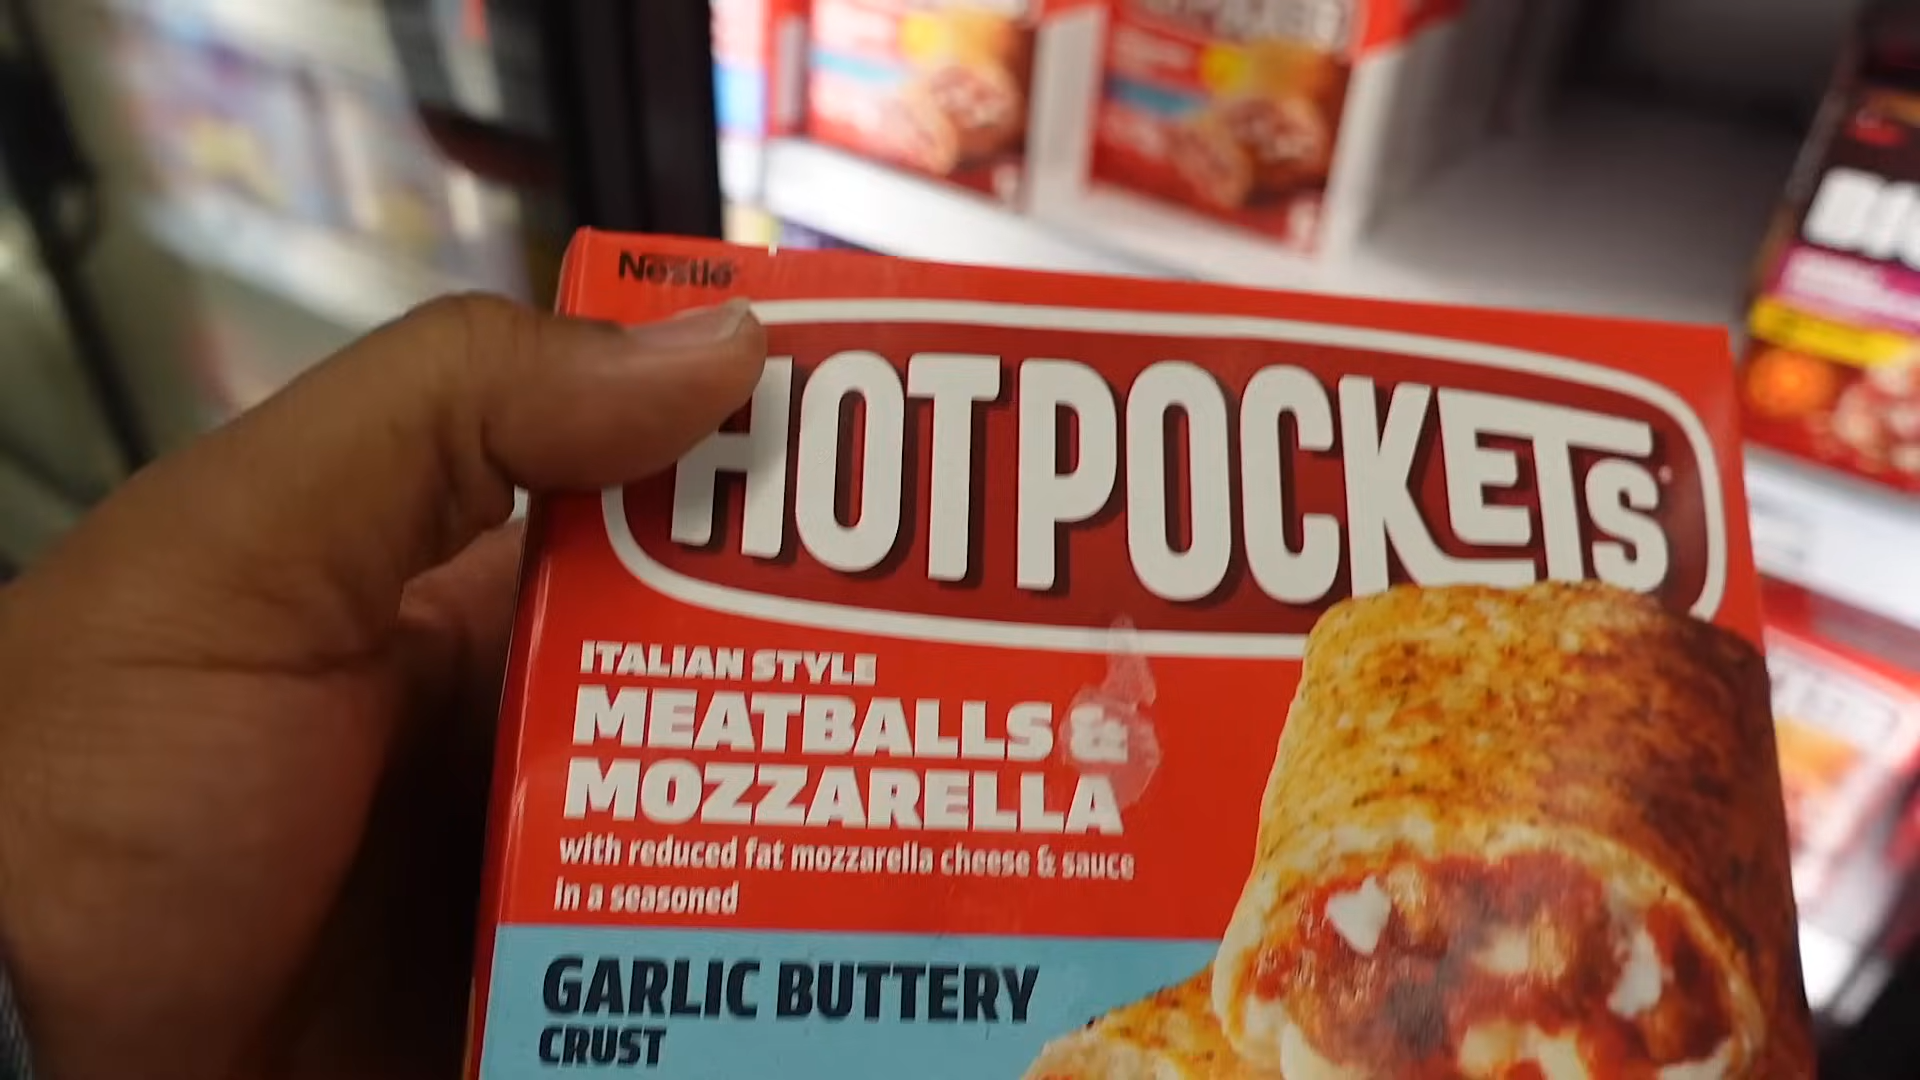 Nestlé
HOT POCKETS
ITALIAN STYLE
MEATBALLS &
MOZZARELLA
with reduced fat mozzarella cheese & sauce
in a seasoned
GARLIC BUTTERY
CRUST